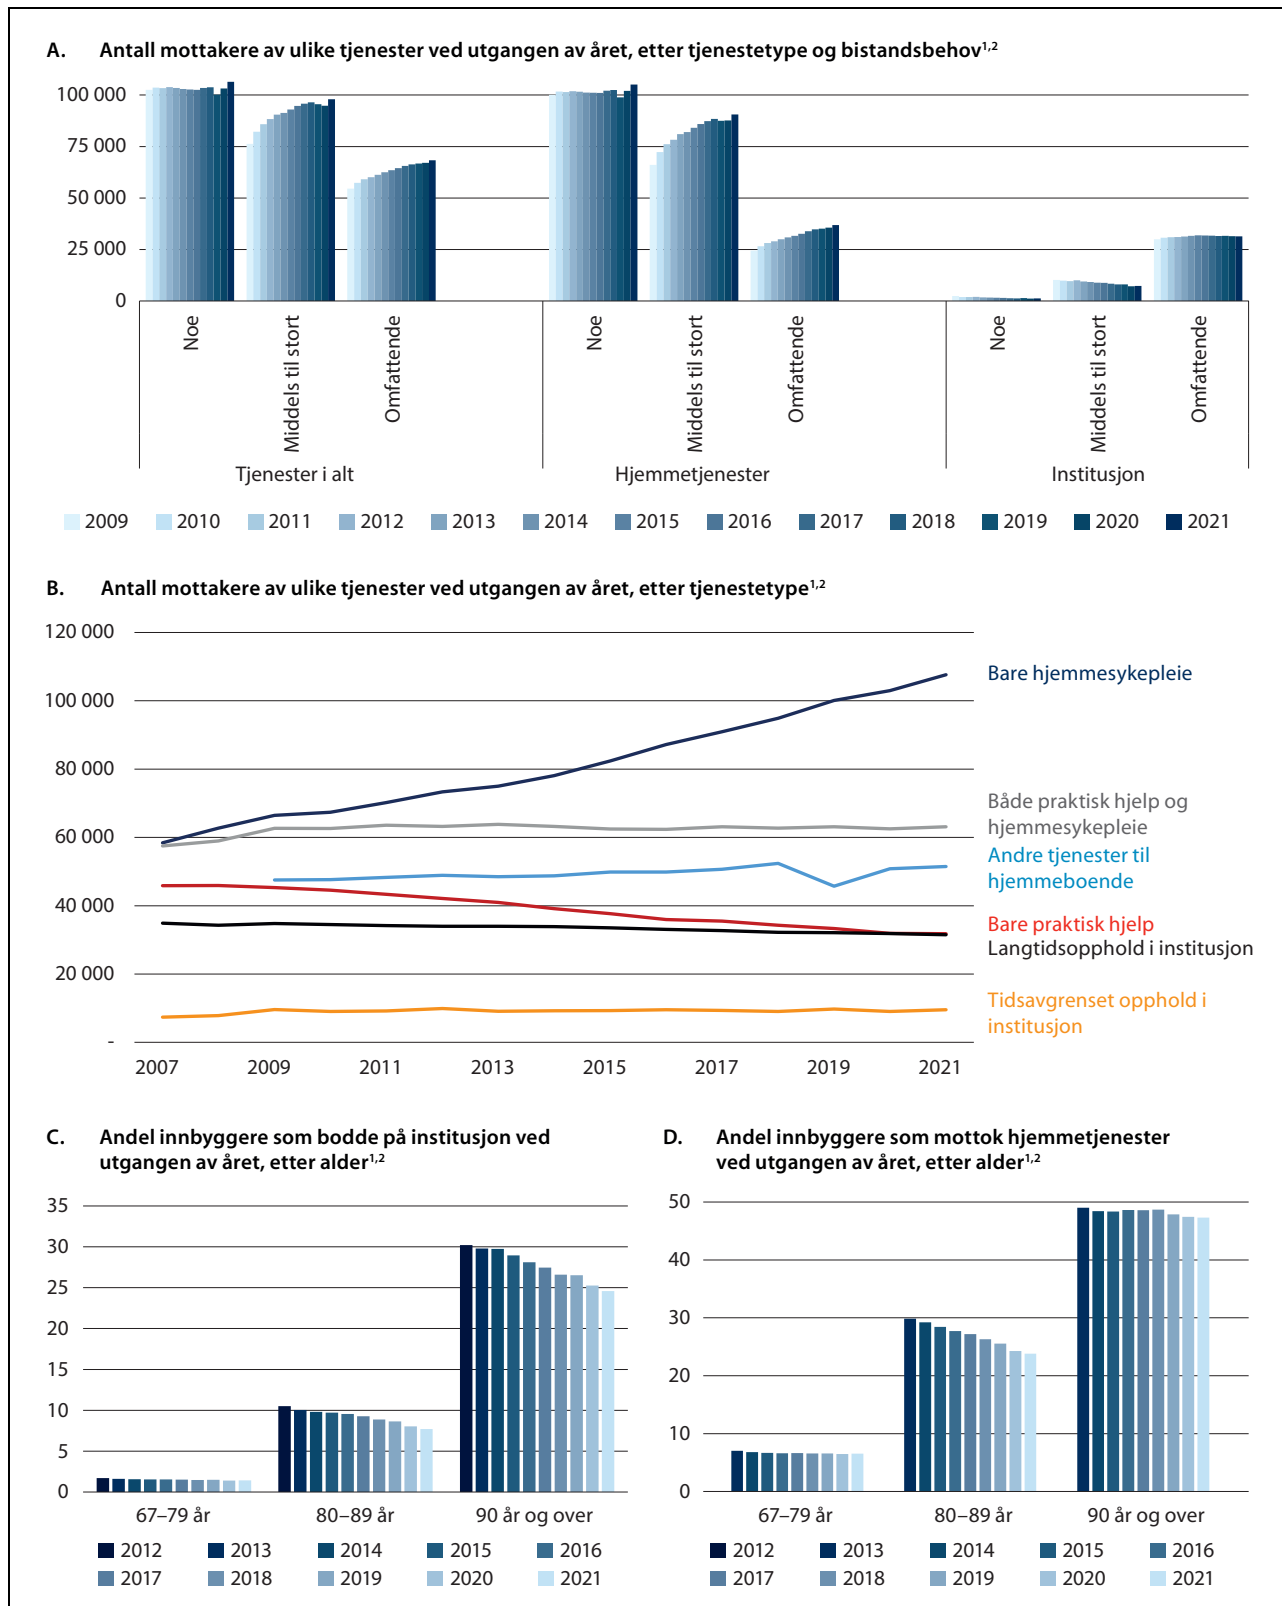 A. Antall mottakere av ulike tjenester ved utgangen av året, etter tjenestetype og bistandsbehov1,2
100 000
75 000
50 000
25 000
0
Noe
Middels til stort
Omfattende
Noe
Middels til stort
Omfattende
Noe
Middels til stort
Omfattende
Tjenester i alt
Hjemmetjenester
Institusjon
2009 2010 2011 2012 2013 2014 2015 2016 2017 2018 2019 2020 2021
B. Antall mottakere av ulike tjenester ved utgangen av året, etter tjenestetype1,2
120 000
100 000
80 000
60 000
40 000
20 000
-
2007 2009 2011 2013 2015 2017 2019 2021
Bare hjemmesykepleie
Både praktisk hjelp og
hjemmesykepleie
Andre tjenester til
hjemmeboende
Bare praktisk hjelp
Langtidsopphold i institusjon
Tidsavgrenset opphold i
institusjon
C. Andel innbyggere som bodde på institusjon ved
utgangen av året, etter alder1,2
35
30
25
20
15
10
5
0
67–79 år 80–89 år 90 år og over
2012 2013 2014 2015 2016
2017 2018 2019 2020 2021
D. Andel innbyggere som mottok hjemmetjenester
ved utgangen av året, etter alder1,2
50
40
30
20
10
0
67–79 år 80–89 år 90 år og over
2012 2013 2014 2015 2016
2017 2018 2019 2020 2021